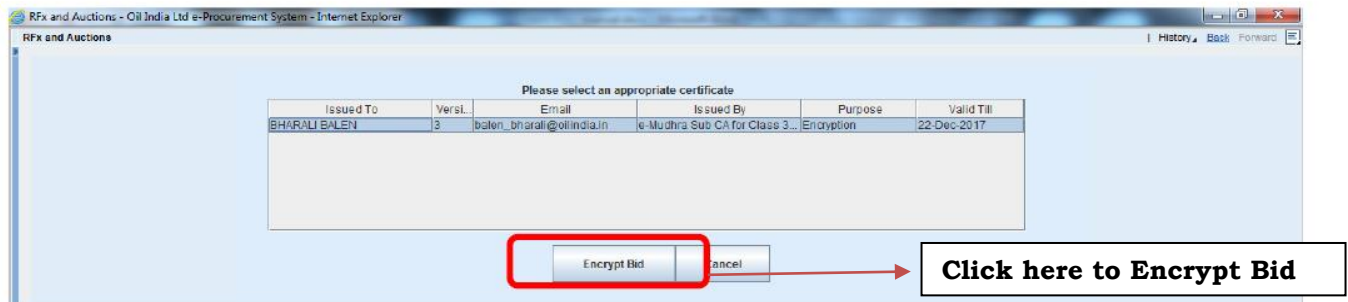 RFx and Auctions - Oil India Ltd e-Procurement System - Internet Explorer
RFx and Auctions | History Back Forward
Please select an appropriate certificate
Issued To Versi... Email Issued By Purpose Valid Till
BHARALI BALEN 3 balen_bharali@oilindia.in e-Mudhra Sub CA for Class 3... Encryption 22-Dec-2017
Encrypt Bid Cancel
Click here to Encrypt Bid